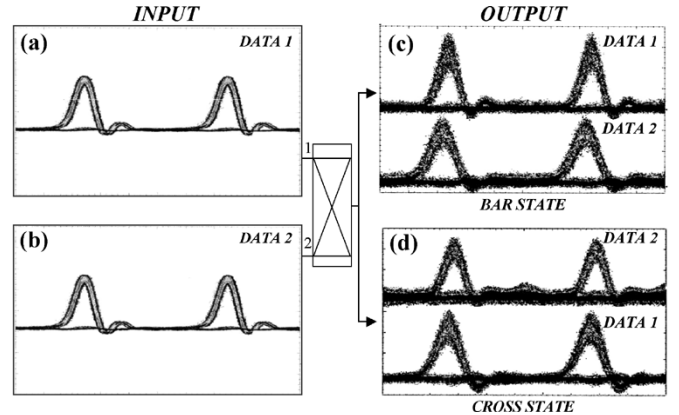 INPUT
OUTPUT
(a)
DATA 1
(b)
DATA 2
1
2
(c)
DATA 1
DATA 2
BAR STATE
(d)
DATA 2
DATA 1
CROSS STATE